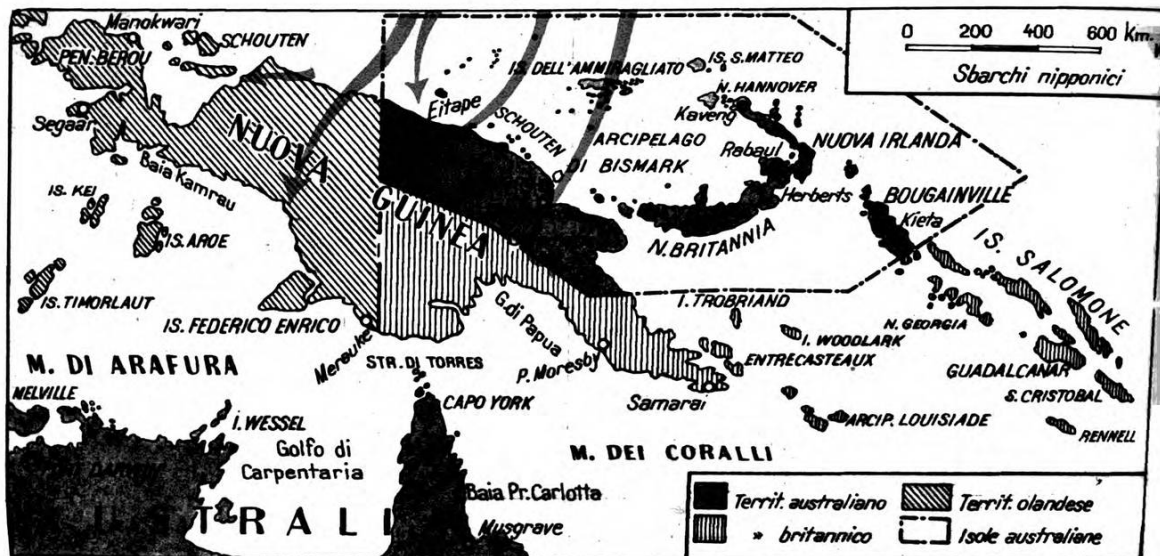 Manokwari
SCHOUTEN
PEN. BEROU
Segaar
Baia Kamrau
IS. KEI
IS. AROE
IS. TIMORLAUT
NUOVA
GUINEA
Eitape
SCHOUTEN
IS. DELL'AMMIRAGLIATO
IS. S. MATTEO
N. HANNOVER
Kaveng
ARCIPELAGO
DI BISMARK
Rabaul
NUOVA IRLANDA
Herberts
N. BRITANNIA
BOUGAINVILLE
Kieta
IS. SALOMONE
0 200 400 600 km.
Sbarchi nipponici
IS. FEDERICO ENRICO
Merauke
G. di Papua
P. Moresby
I. TROBRIAND
I. WOODLARK
ENTRECASTEAUX
N. GEORGIA
GUADALCANAR
S. CRISTOBAL
RENNELL
Samarai
ARCIP. LOUISIADE
M. DI ARAFURA
STR. DI TORRES
CAPO YORK
MELVILLE
I. WESSEL
Golfo di
Carpentaria
M. DEI CORALLI
Baia Pr. Carlotta
Musgrave
Territ. australiano
Territ. olandese
» britannico
Isole australiane